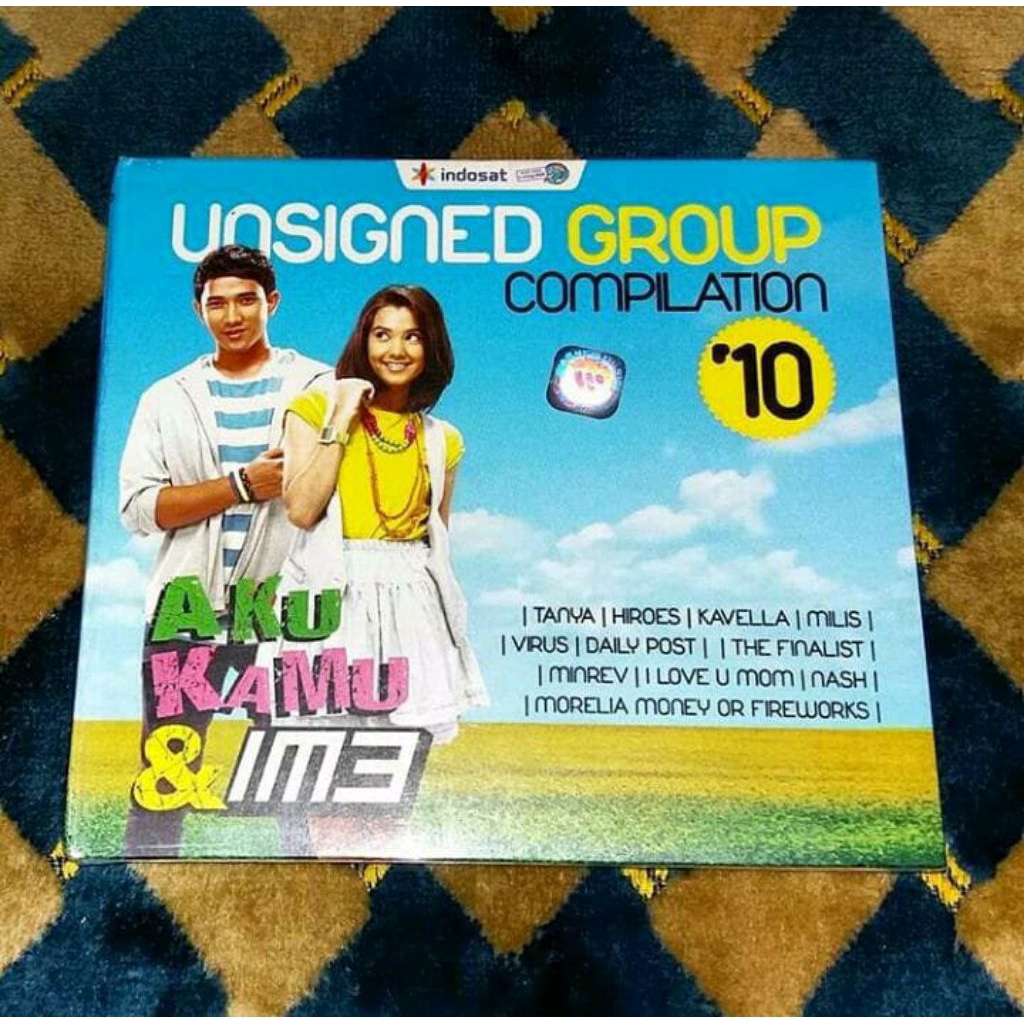 indosat
UNSIGNED GROUP
COMPILATION
'10
AKU
KAMU
& IM3
| TANYA | HIROES | KAVELLA | MILIS |
| VIRUS | DAILY POST | | THE FINALIST |
| MINREV | I LOVE U MOM | NASH |
| MORELIA MONEY OR FIREWORKS |